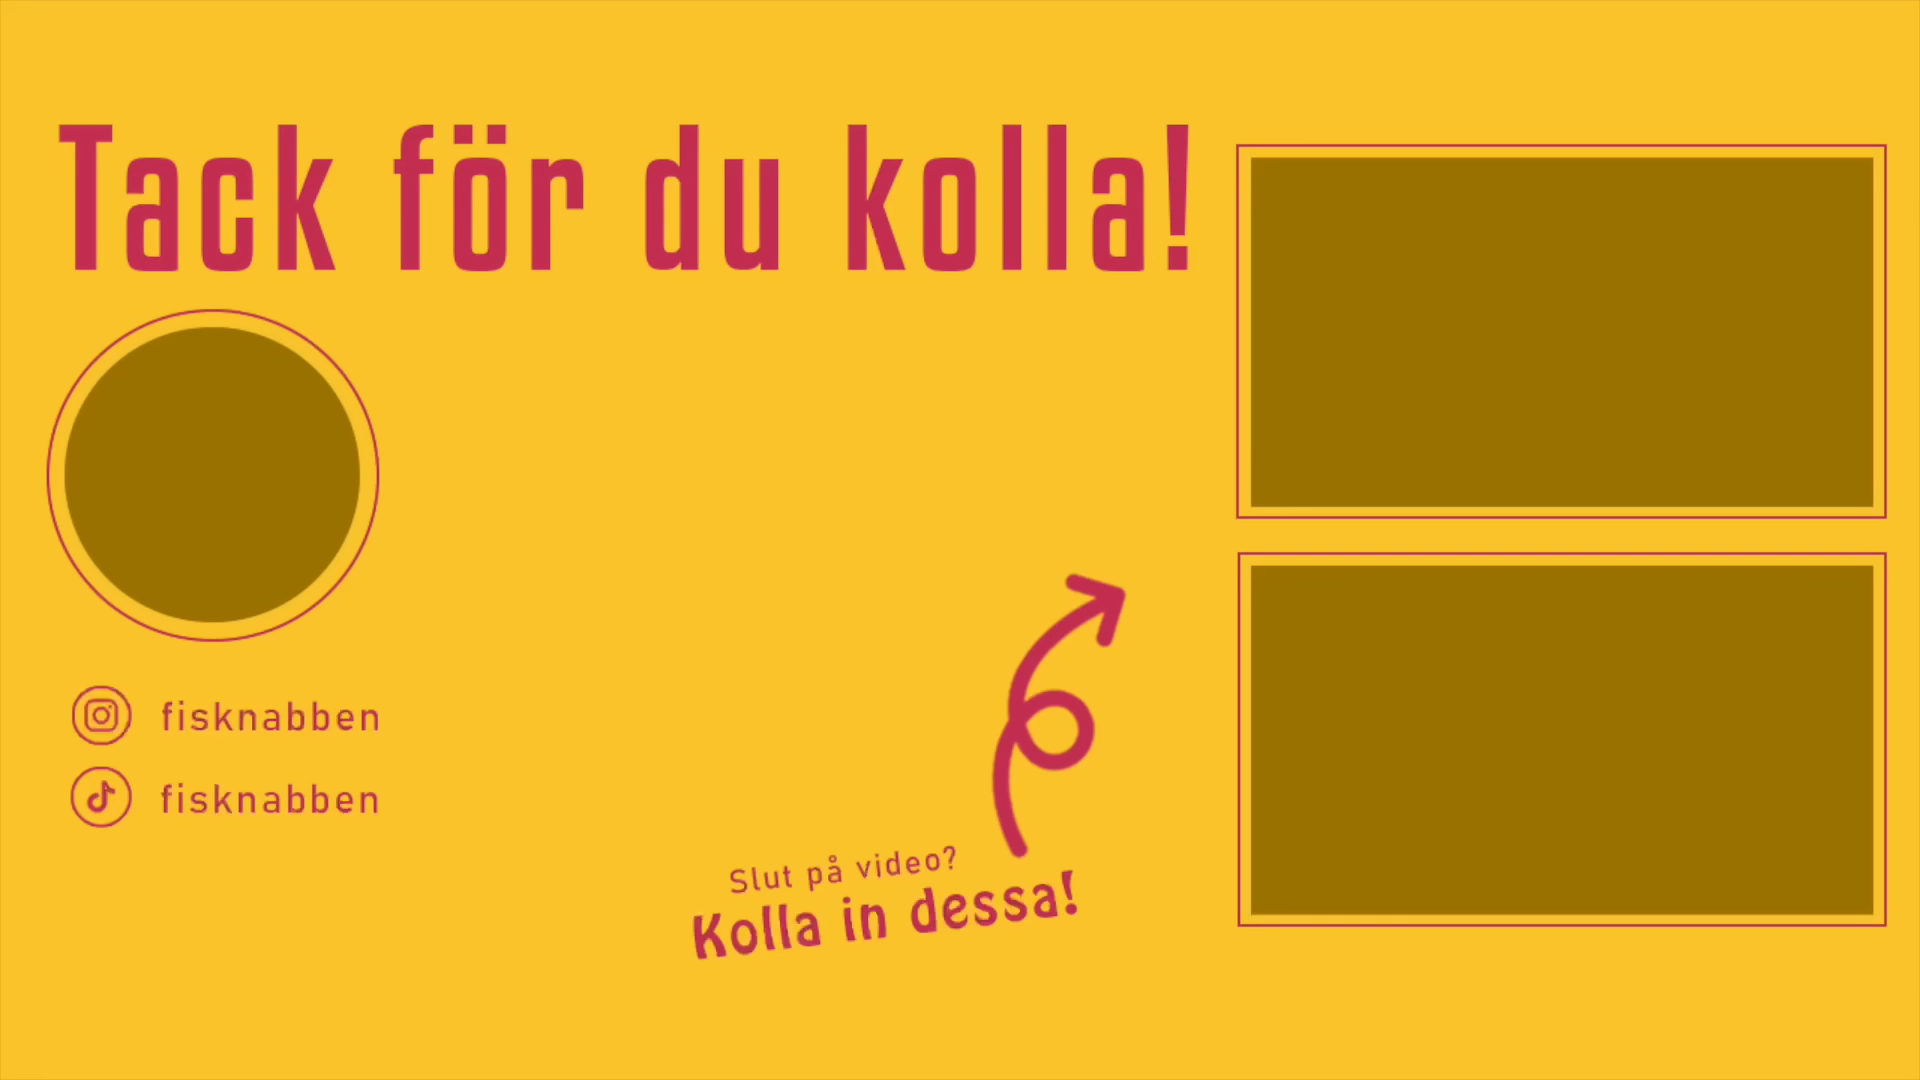 Tack för du kolla!
fisknabben
fisknabben
Slut på video?
Kolla in dessa!